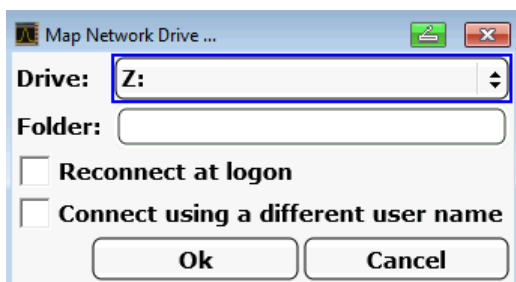 Map Network Drive ...
Drive: Z:
Folder:
Reconnect at logon
Connect using a different user name
Ok Cancel